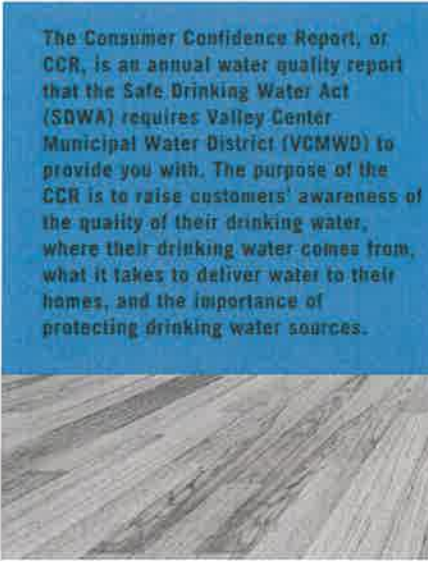 The Consumer Confidence Report, or
CCR, is an annual water quality report
that the Safe Drinking Water Act
(SDWA) requires Valley Center
Municipal Water District (VCMWD) to
provide you with. The purpose of the
CCR is to raise customers' awareness of
the quality of their drinking water,
where their drinking water comes from,
what it takes to deliver water to their
homes, and the importance of
protecting drinking water sources.